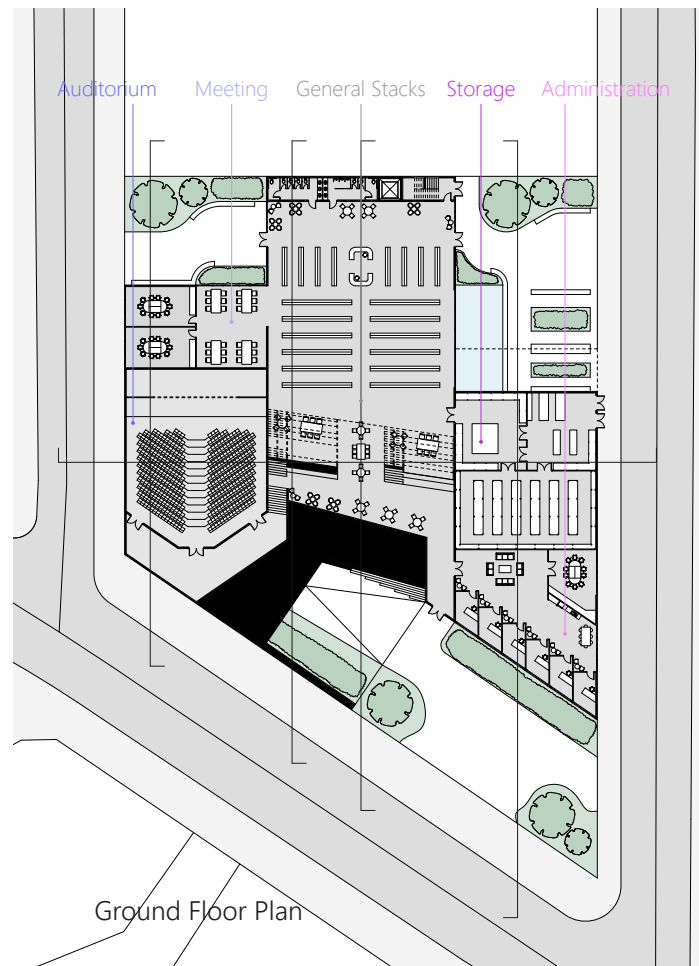 Auditorium Meeting General Stacks Storage Administration
Ground Floor Plan